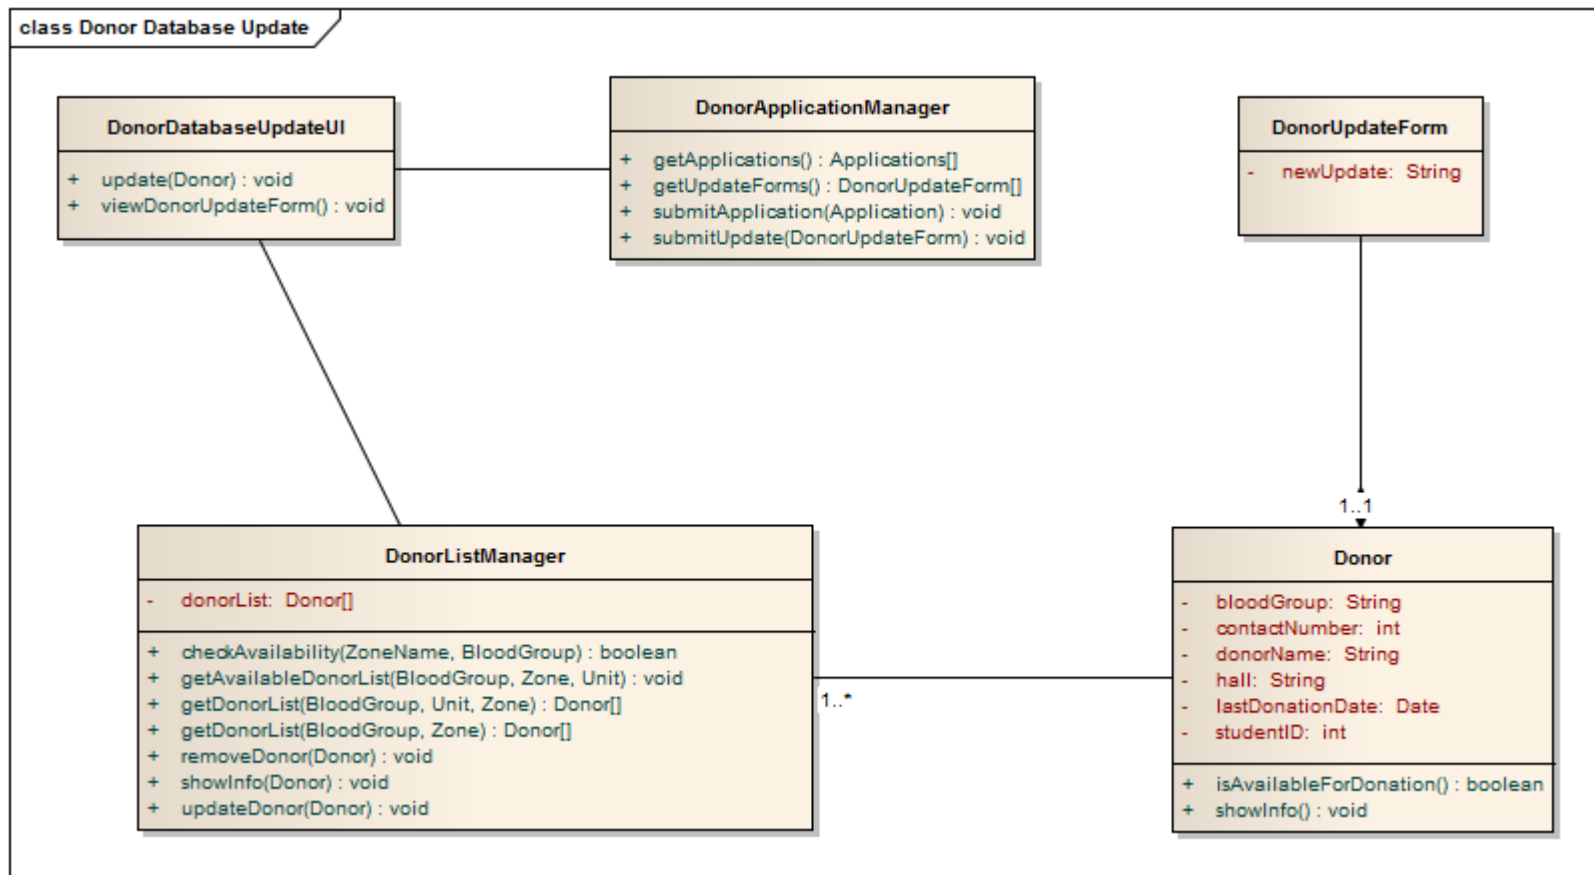 class Donor Database Update
DonorDatabaseUpdateUI
+ update(Donor) : void
+ viewDonorUpdateForm() : void
DonorApplicationManager
+ getApplications() : Applications[]
+ getUpdateForms() : DonorUpdateForm[]
+ submitApplication(Application) : void
+ submitUpdate(DonorUpdateForm) : void
DonorUpdateForm
- newUpdate: String
1..1
DonorListManager
- donorList: Donor[]
+ checkAvailability(ZoneName, BloodGroup) : boolean
+ getAvailableDonorList(BloodGroup, Zone, Unit) : void
+ getDonorList(BloodGroup, Unit, Zone) : Donor[]
+ getDonorList(BloodGroup, Zone) : Donor[]
+ removeDonor(Donor) : void
+ showInfo(Donor) : void
+ updateDonor(Donor) : void
1..*
Donor
- bloodGroup: String
- contactNumber: int
- donorName: String
- hall: String
- lastDonationDate: Date
- studentID: int
+ isAvailableForDonation() : boolean
+ showInfo() : void